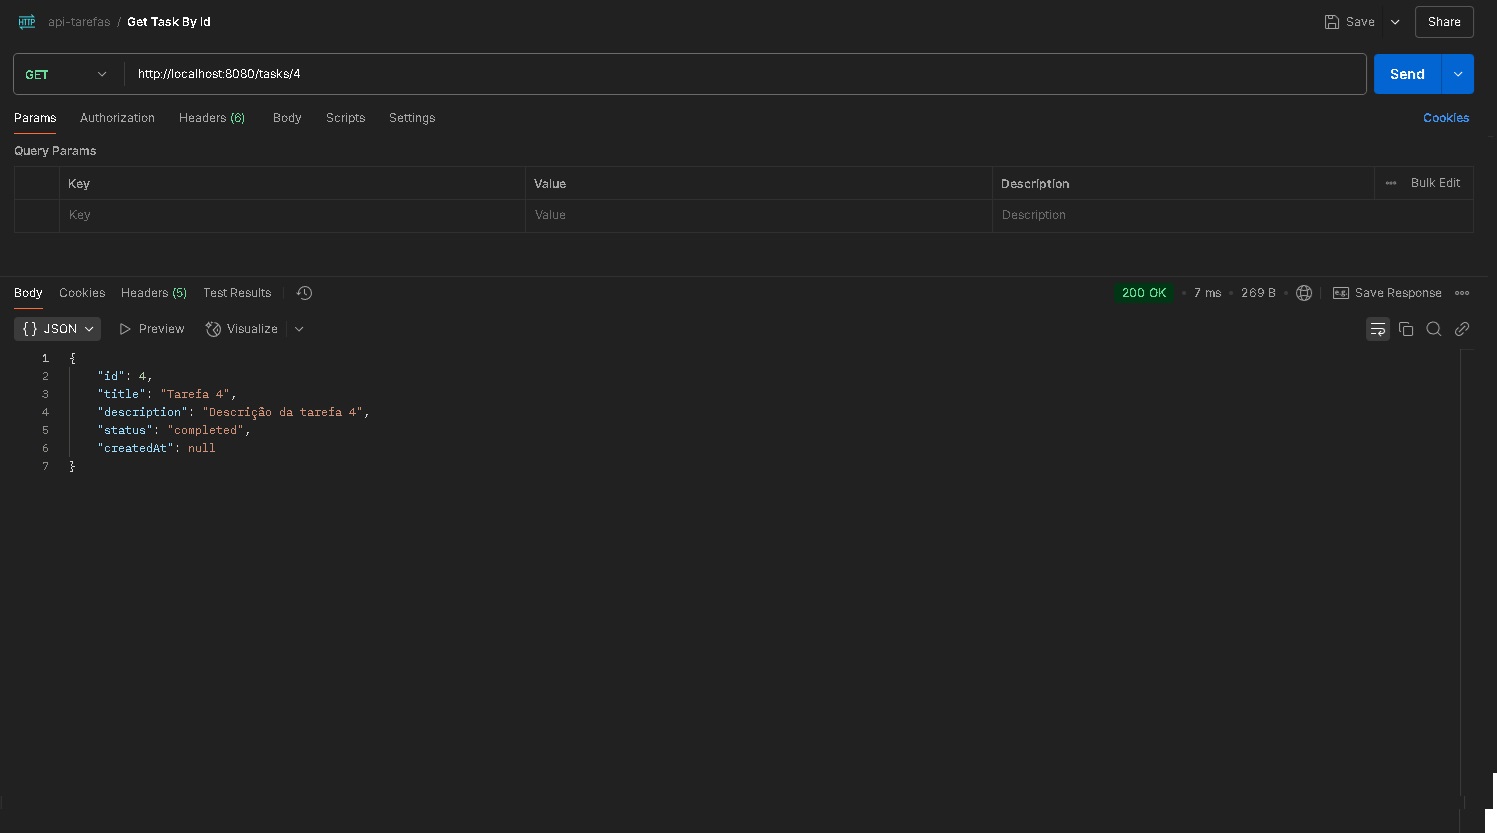 HTTP api-tarefas / Get Task By Id Save Share
GET http://localhost:8080/tasks/4 Send
Params Authorization Headers (6) Body Scripts Settings Cookies
Query Params
Key Value Description ••• Bulk Edit
Key Value Description
Body Cookies Headers (5) Test Results 200 OK • 7 ms • 269 B • e.g. Save Response •••
{} JSON Preview Visualize
1 {
2 "id": 4,
3 "title": "Tarefa 4",
4 "description": "Descrição da tarefa 4",
5 "status": "completed",
6 "createdAt": null
7 }